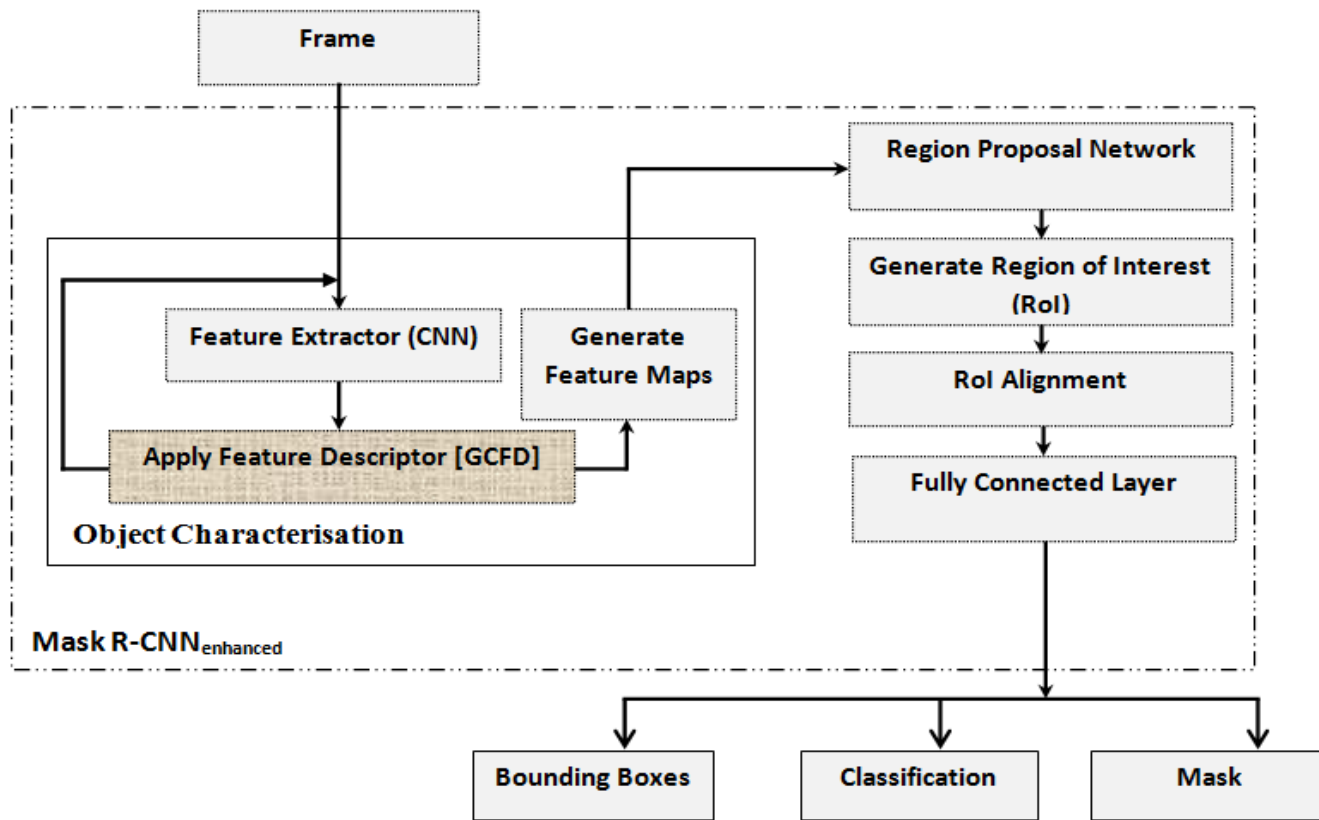 Frame
Region Proposal Network
Generate Region of Interest
(RoI)
Feature Extractor (CNN)
Generate
Feature Maps
RoI Alignment
Apply Feature Descriptor [GCFD]
Fully Connected Layer
Object Characterisation
Mask R-CNNenhanced
Bounding Boxes
Classification
Mask